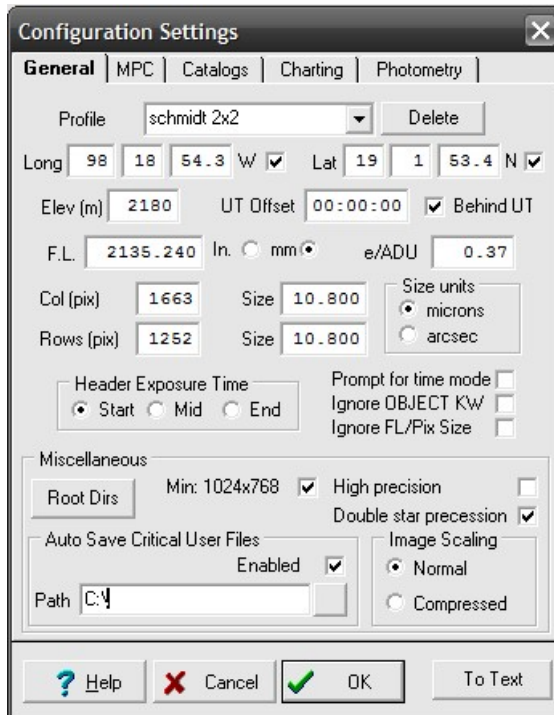 Configuration Settings
General MPC Catalogs Charting Photometry
Profile schmidt 2x2 Delete
Long 98 18 54.3 W Lat 19 1 53.4 N
Elev (m) 2180 UT Offset 00:00:00 Behind UT
F.L. 2135.240 In. mm e/ADU 0.37
Size units
Col (pix) 1663 Size 10.800 microns
Rows (pix) 1252 Size 10.800 arcsec
Header Exposure Time
Start Mid End
Prompt for time mode
Ignore OBJECT KW
Ignore FL/Pix Size
Miscellaneous
Root Dirs Min: 1024x768 High precision
Double star precession
Auto Save Critical User Files
Enabled
Path C:\
Image Scaling
Normal
Compressed
? Help Cancel OK To Text